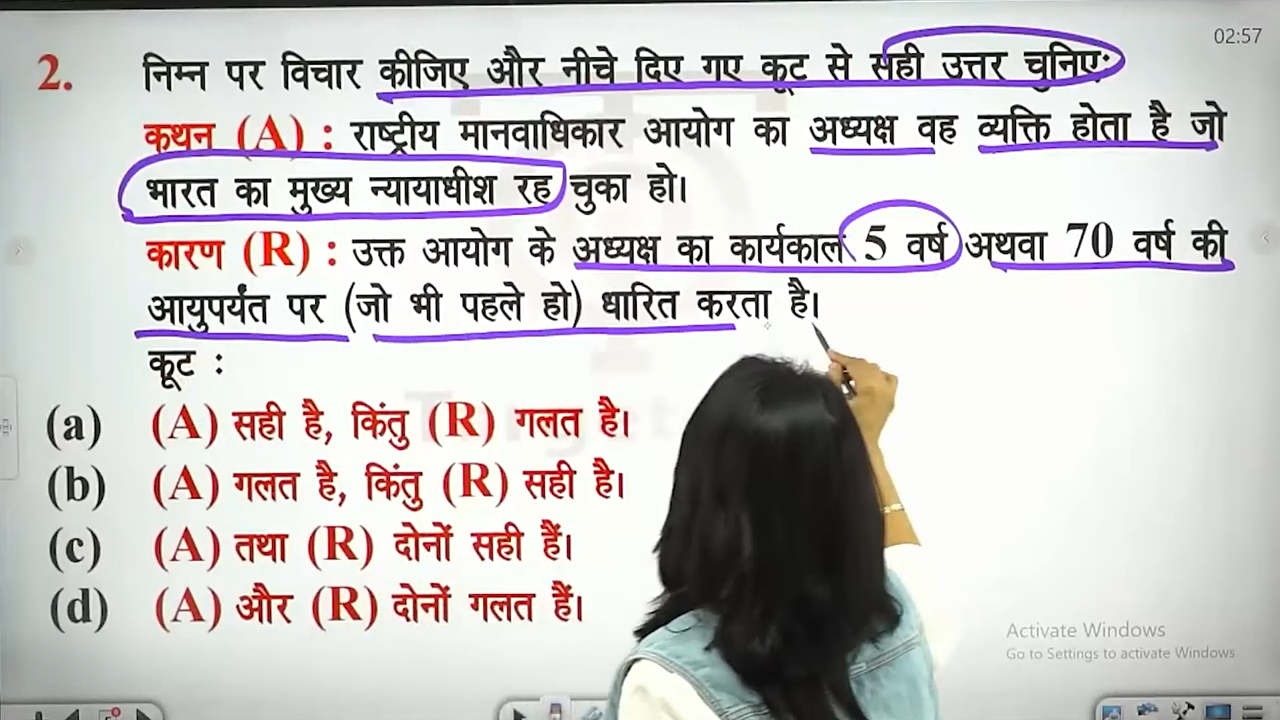 02:57
2. निम्न पर विचार कीजिए और नीचे दिए गए कूट से सही उत्तर चुनिए:
कथन (A) : राष्ट्रीय मानवाधिकार आयोग का अध्यक्ष वह व्यक्ति होता है जो
भारत का मुख्य न्यायाधीश रह चुका हो।
कारण (R) : उक्त आयोग के अध्यक्ष का कार्यकाल 5 वर्ष अथवा 70 वर्ष की
आयुपर्यंत पर (जो भी पहले हो) धारित करता है।
कूट :
(a) (A) सही है, किंतु (R) गलत है।
(b) (A) गलत है, किंतु (R) सही है।
(c) (A) तथा (R) दोनों सही हैं।
(d) (A) और (R) दोनों गलत हैं।
Activate Windows
Go to Settings to activate Windows.